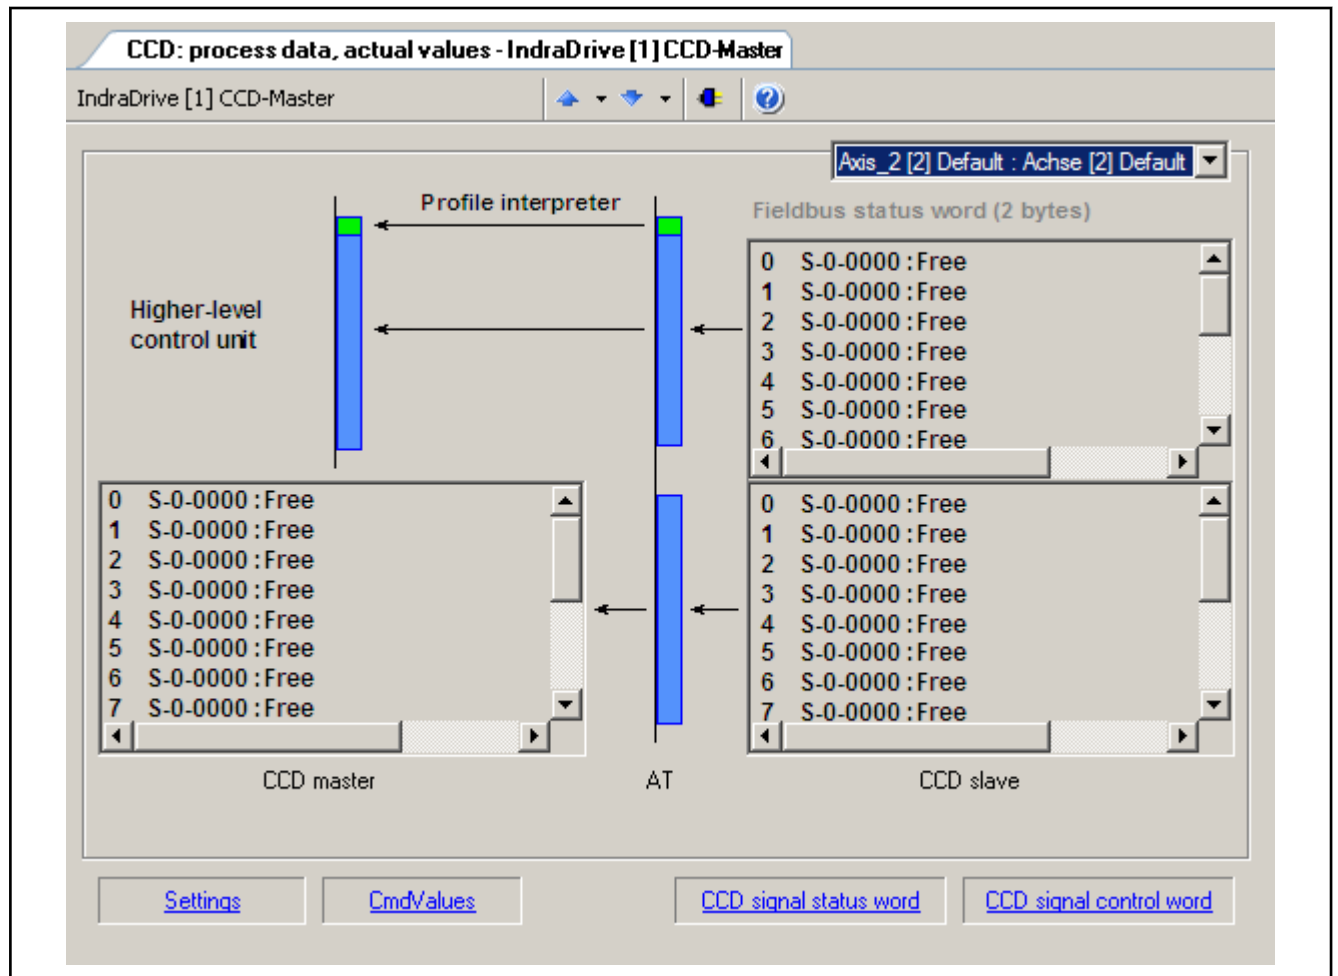 CCD: process data, actual values - IndraDrive [1] CCD-Master
IndraDrive [1] CCD-Master
Axis_2 [2] Default : Achse [2] Default
Profile interpreter
Fieldbus status word (2 bytes)
Higher-level
control unit
0 S-0-0000 : Free
1 S-0-0000 : Free
2 S-0-0000 : Free
3 S-0-0000 : Free
4 S-0-0000 : Free
5 S-0-0000 : Free
6 S-0-0000 : Free
0 S-0-0000 : Free
1 S-0-0000 : Free
2 S-0-0000 : Free
3 S-0-0000 : Free
4 S-0-0000 : Free
5 S-0-0000 : Free
6 S-0-0000 : Free
7 S-0-0000 : Free
0 S-0-0000 : Free
1 S-0-0000 : Free
2 S-0-0000 : Free
3 S-0-0000 : Free
4 S-0-0000 : Free
5 S-0-0000 : Free
6 S-0-0000 : Free
7 S-0-0000 : Free
CCD master
AT
CCD slave
Settings
CmdValues
CCD signal status word
CCD signal control word